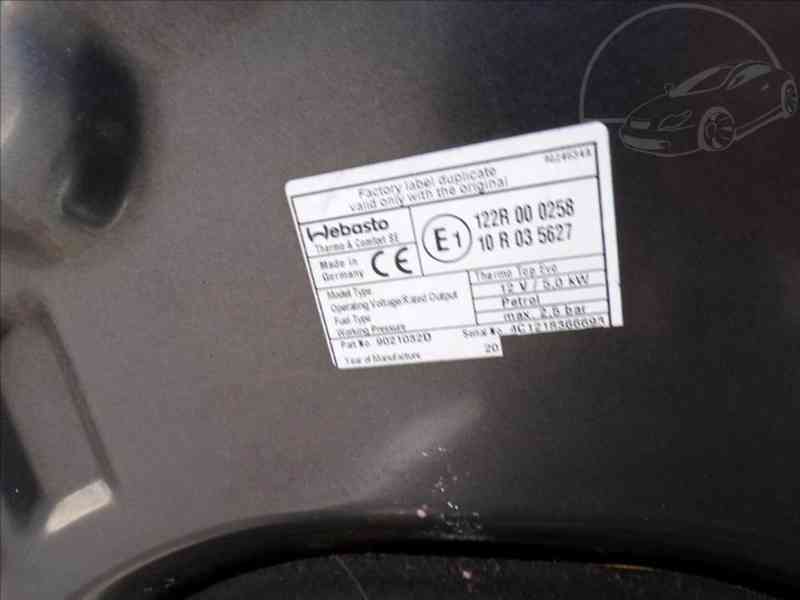 Factory label duplicate
valid only with the original
Webasto
Thermo & Comfort SE
Made in
Germany
CE
E1
122R 00 0258
10 R 03 5627
Model Type
Thermo Top Evo
Operating Voltage/Rated Output
12 V / 5.0 kW
Fuel Type
Petrol
Working Pressure
max. 2.5 bar
Part No. 9021032D
Serial No.
Year of Manufacture
20